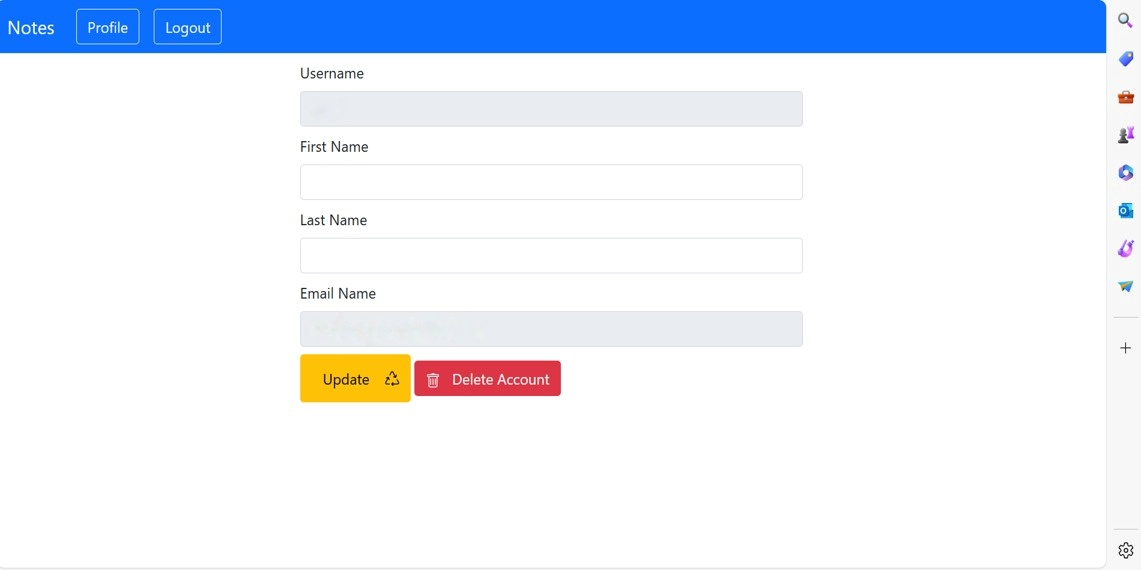 Notes Profile Logout
Username
First Name
Last Name
Email Name
Update Delete Account